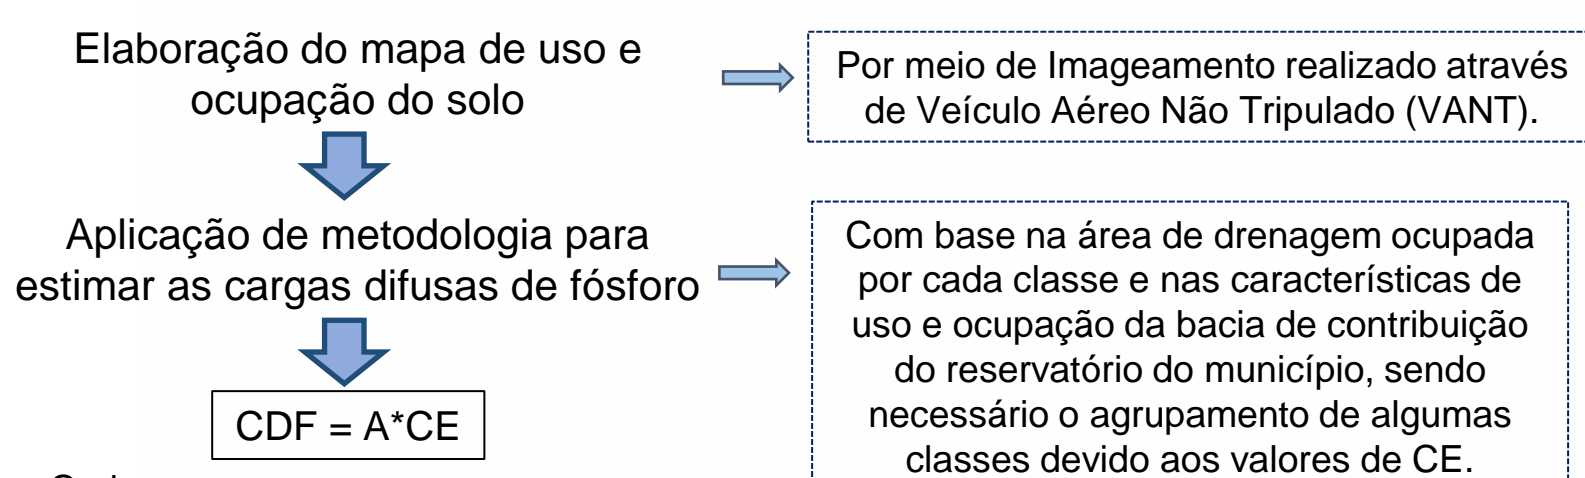 Elaboração do mapa de uso e
ocupação do solo
Por meio de Imageamento realizado através
de Veículo Aéreo Não Tripulado (VANT).
Aplicação de metodologia para
estimar as cargas difusas de fósforo
Com base na área de drenagem ocupada
por cada classe e nas características de
uso e ocupação da bacia de contribuição
do reservatório do município, sendo
necessário o agrupamento de algumas
classes devido aos valores de CE.
CDF = A*CE